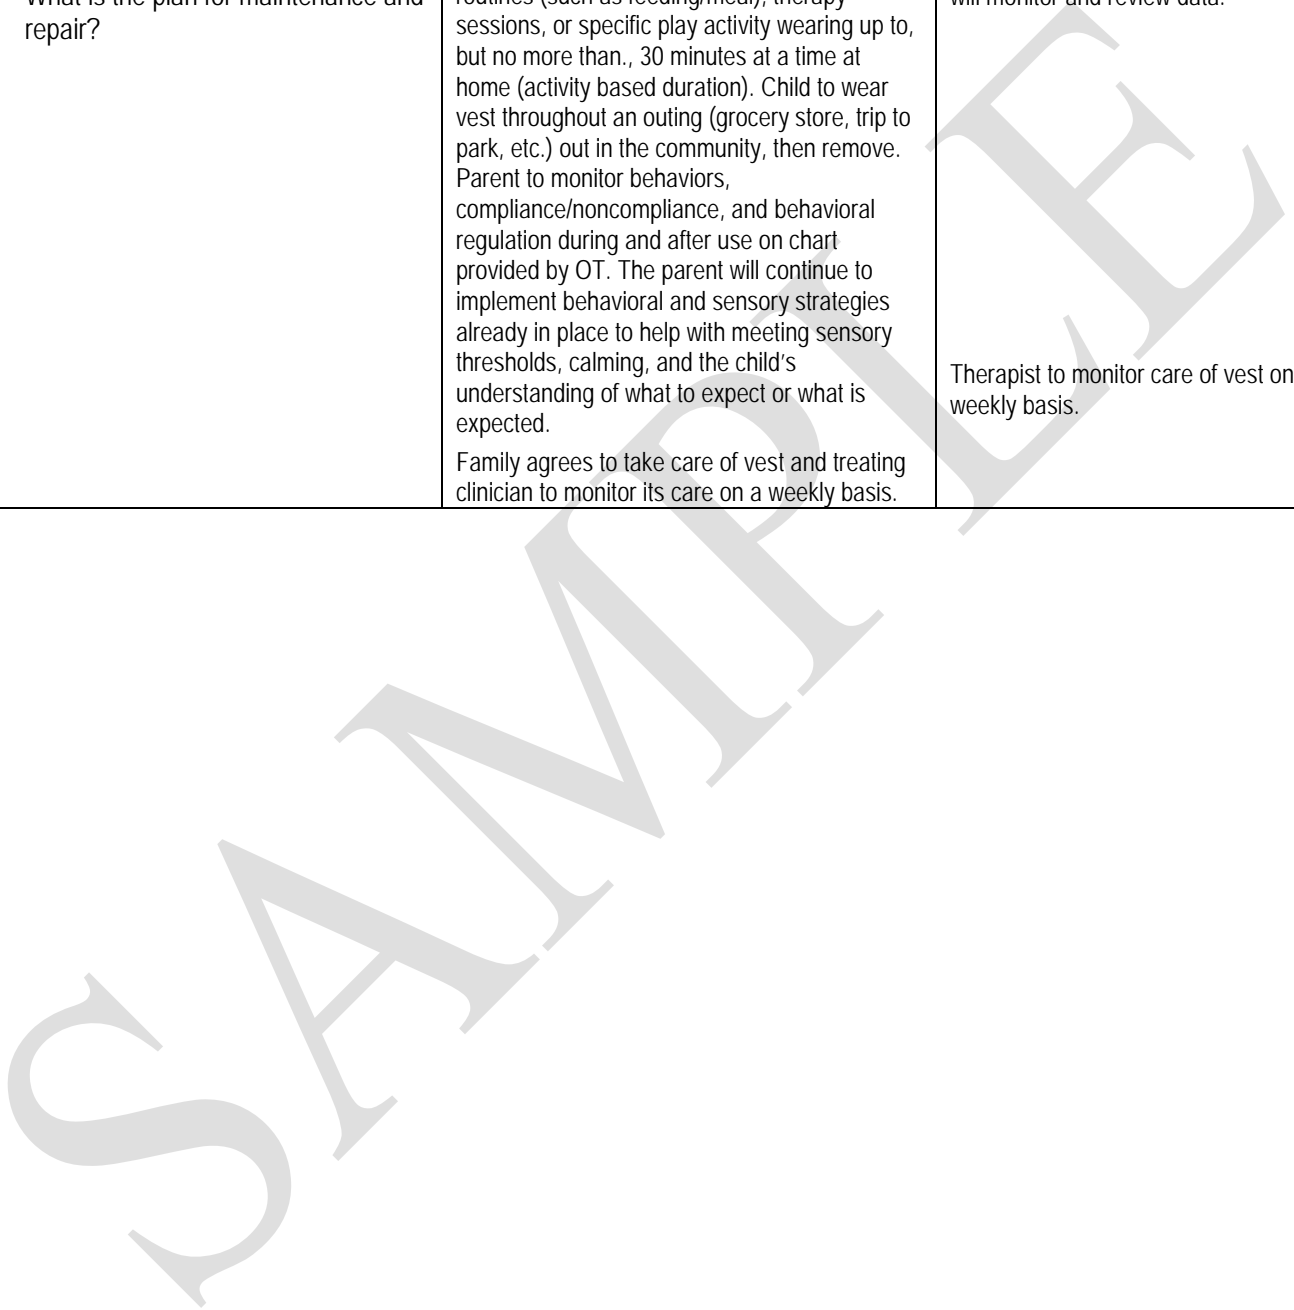 What is the plan for maintenance and
repair?
routines (such as feeding/meal), therapy
sessions, or specific play activity wearing up to,
but no more than., 30 minutes at a time at
home (activity based duration). Child to wear
vest throughout an outing (grocery store, trip to
park, etc.) out in the community, then remove.
Parent to monitor behaviors,
compliance/noncompliance, and behavioral
regulation during and after use on chart
provided by OT. The parent will continue to
implement behavioral and sensory strategies
already in place to help with meeting sensory
thresholds, calming, and the child's
understanding of what to expect or what is
expected.
Family agrees to take care of vest and treating
clinician to monitor its care on a weekly basis.
will monitor and review data.
Therapist to monitor care of vest on
weekly basis.
SAMPLE